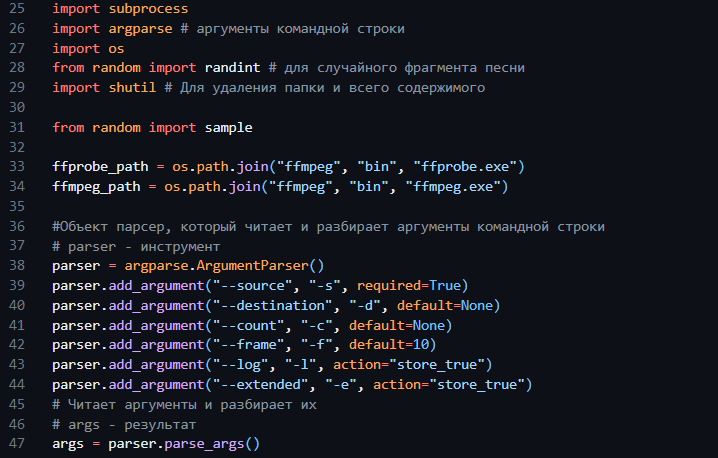 25 import subprocess
26 import argparse # аргументы командной строки
27 import os
28 from random import randint # для случайного фрагмента песни
29 import shutil # Для удаления папки и всего содержимого
30
31 from random import sample
32
33 ffprobe_path = os.path.join("ffmpeg", "bin", "ffprobe.exe")
34 ffmpeg_path = os.path.join("ffmpeg", "bin", "ffmpeg.exe")
35
36 #Объект парсер, который читает и разбирает аргументы командной строки
37 # parser - инструмент
38 parser = argparse.ArgumentParser()
39 parser.add_argument("--source", "-s", required=True)
40 parser.add_argument("--destination", "-d", default=None)
41 parser.add_argument("--count", "-c", default=None)
42 parser.add_argument("--frame", "-f", default=10)
43 parser.add_argument("--log", "-l", action="store_true")
44 parser.add_argument("--extended", "-e", action="store_true")
45 # Читает аргументы и разбирает их
46 # args - результат
47 args = parser.parse_args()